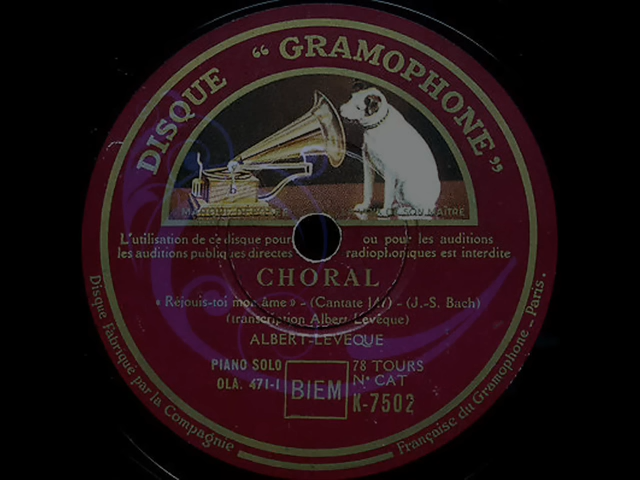 DISQUE "GRAMOPHONE"
L'utilisation de ce disque pour ou pour les auditions
les auditions publiques directes radiophoniques est interdite
CHORAL
« Réjouis-toi mon âme » - (Cantate 147) - (J.-S. Bach)
(transcription Albert Lévêque)
ALBERT-LEVEQUE
PIANO SOLO
OLA. 471-1
BIEM
78 TOURS
N° CAT
K-7502
Disque Fabriqué par la Compagnie Française du Gramophone - Paris.